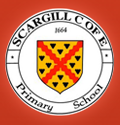 SCARGILL C OF E
1664
Primary School